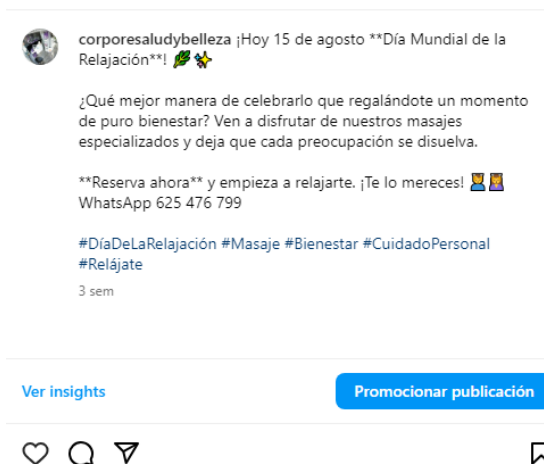 corporesaludybelleza ¡Hoy 15 de agosto **Día Mundial de la
Relajación**! 🌿✨
¿Qué mejor manera de celebrarlo que regalándote un momento
de puro bienestar? Ven a disfrutar de nuestros masajes
especializados y deja que cada preocupación se disuelva.
**Reserva ahora** y empieza a relajarte. ¡Te lo mereces! 💆‍♂️💆‍♀️
WhatsApp 625 476 799
#DíaDeLaRelajación #Masaje #Bienestar #CuidadoPersonal
#Relájate
3 sem
Ver insights
Promocionar publicación